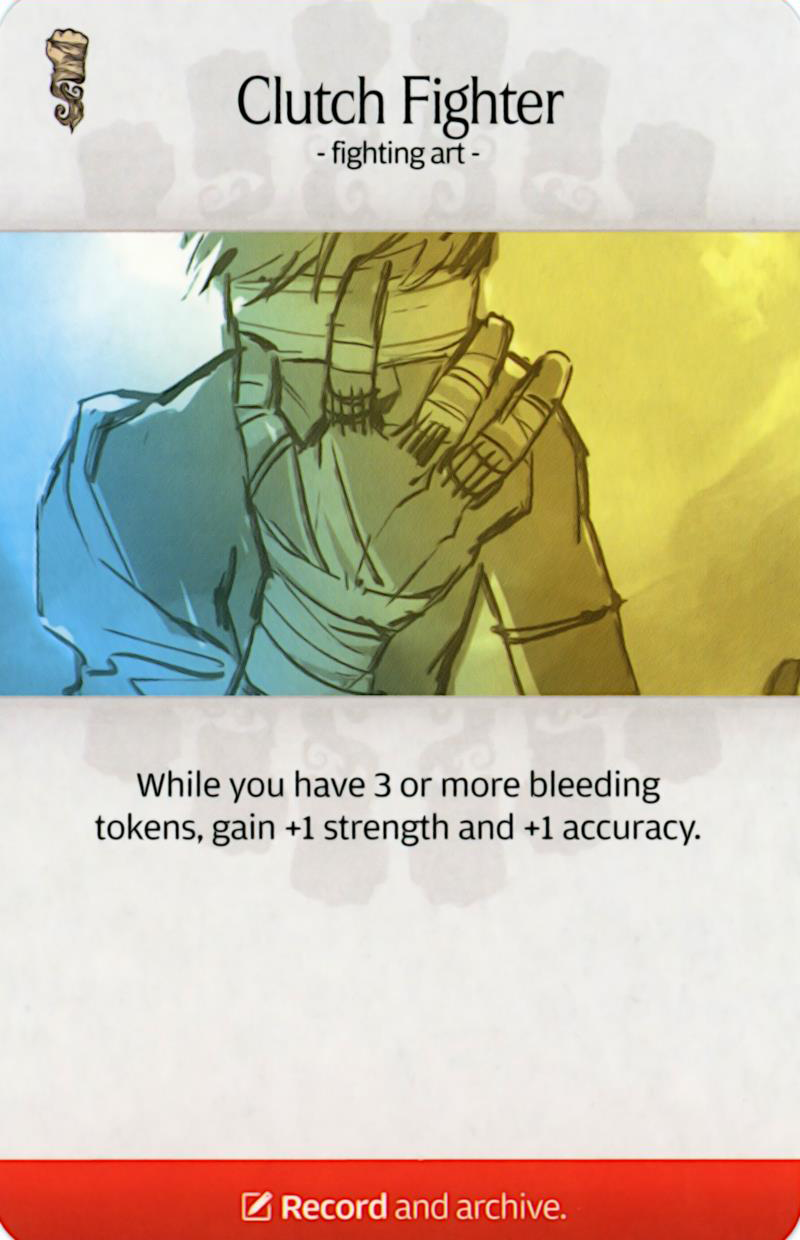 Clutch Fighter
- fighting art -
While you have 3 or more bleeding
tokens, gain +1 strength and +1 accuracy.
Record and archive.